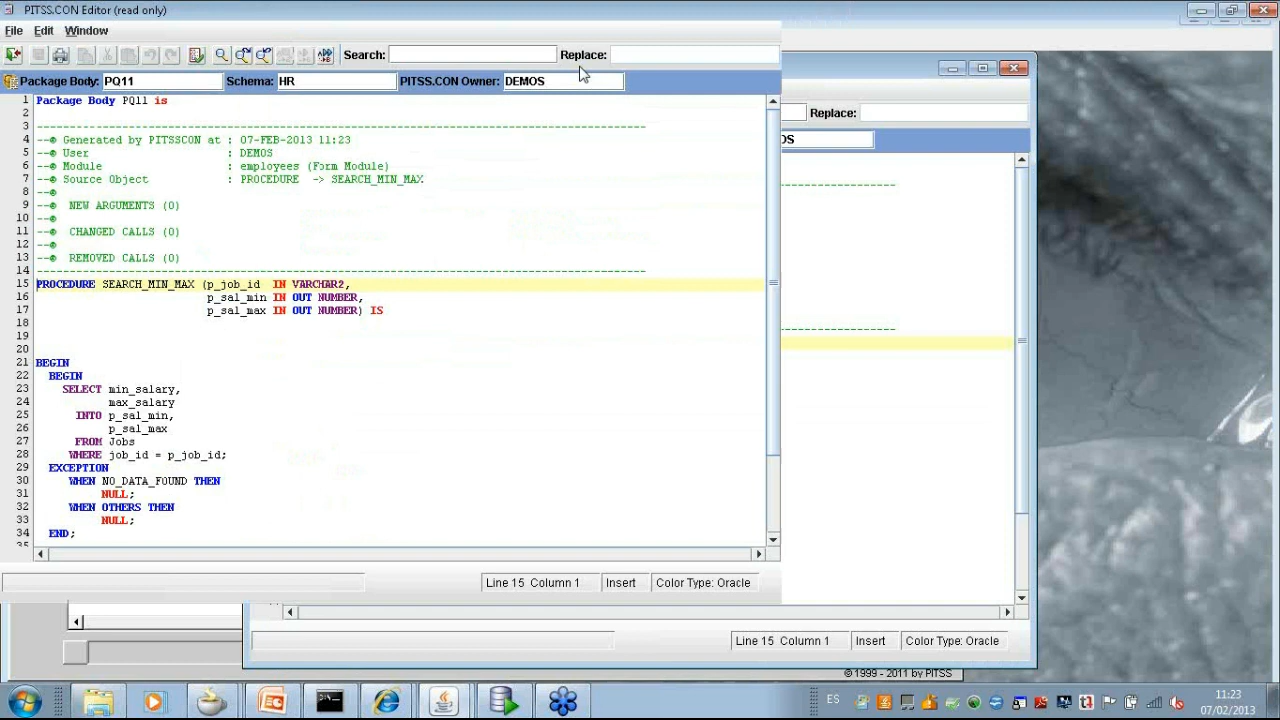 PITSS.CON Editor (read only)
File Edit Window
Search: Replace:
Package Body: PQ11 Schema: HR PITSS.CON Owner: DEMOS
1 Package Body PQ11 is
2
3 --------------------------------------------------------------------------------------------
4 --@ Generated by PITSSCON at : 07-FEB-2013 11:23
5 --@ User : DEMOS
6 --@ Module : employees (Form Module)
7 --@ Source Object : PROCEDURE -> SEARCH_MIN_MAX
8 --@
9 --@ NEW ARGUMENTS (0)
10 --@
11 --@ CHANGED CALLS (0)
12 --@
13 --@ REMOVED CALLS (0)
14 --------------------------------------------------------------------------------------------
15 PROCEDURE SEARCH_MIN_MAX (p_job_id IN VARCHAR2,
16 p_sal_min IN OUT NUMBER,
17 p_sal_max IN OUT NUMBER) IS
18
19
20
21 BEGIN
22 BEGIN
23 SELECT min_salary,
24 max_salary
25 INTO p_sal_min,
26 p_sal_max
27 FROM Jobs
28 WHERE job_id = p_job_id;
29 EXCEPTION
30 WHEN NO_DATA_FOUND THEN
31 NULL;
32 WHEN OTHERS THEN
33 NULL;
34 END;
35
Line 15 Column 1 Insert Color Type: Oracle
Replace:
OS
Line 15 Column 1 Insert Color Type: Oracle
© 1999 - 2011 by PITSS
ES
11:23
07/02/2013